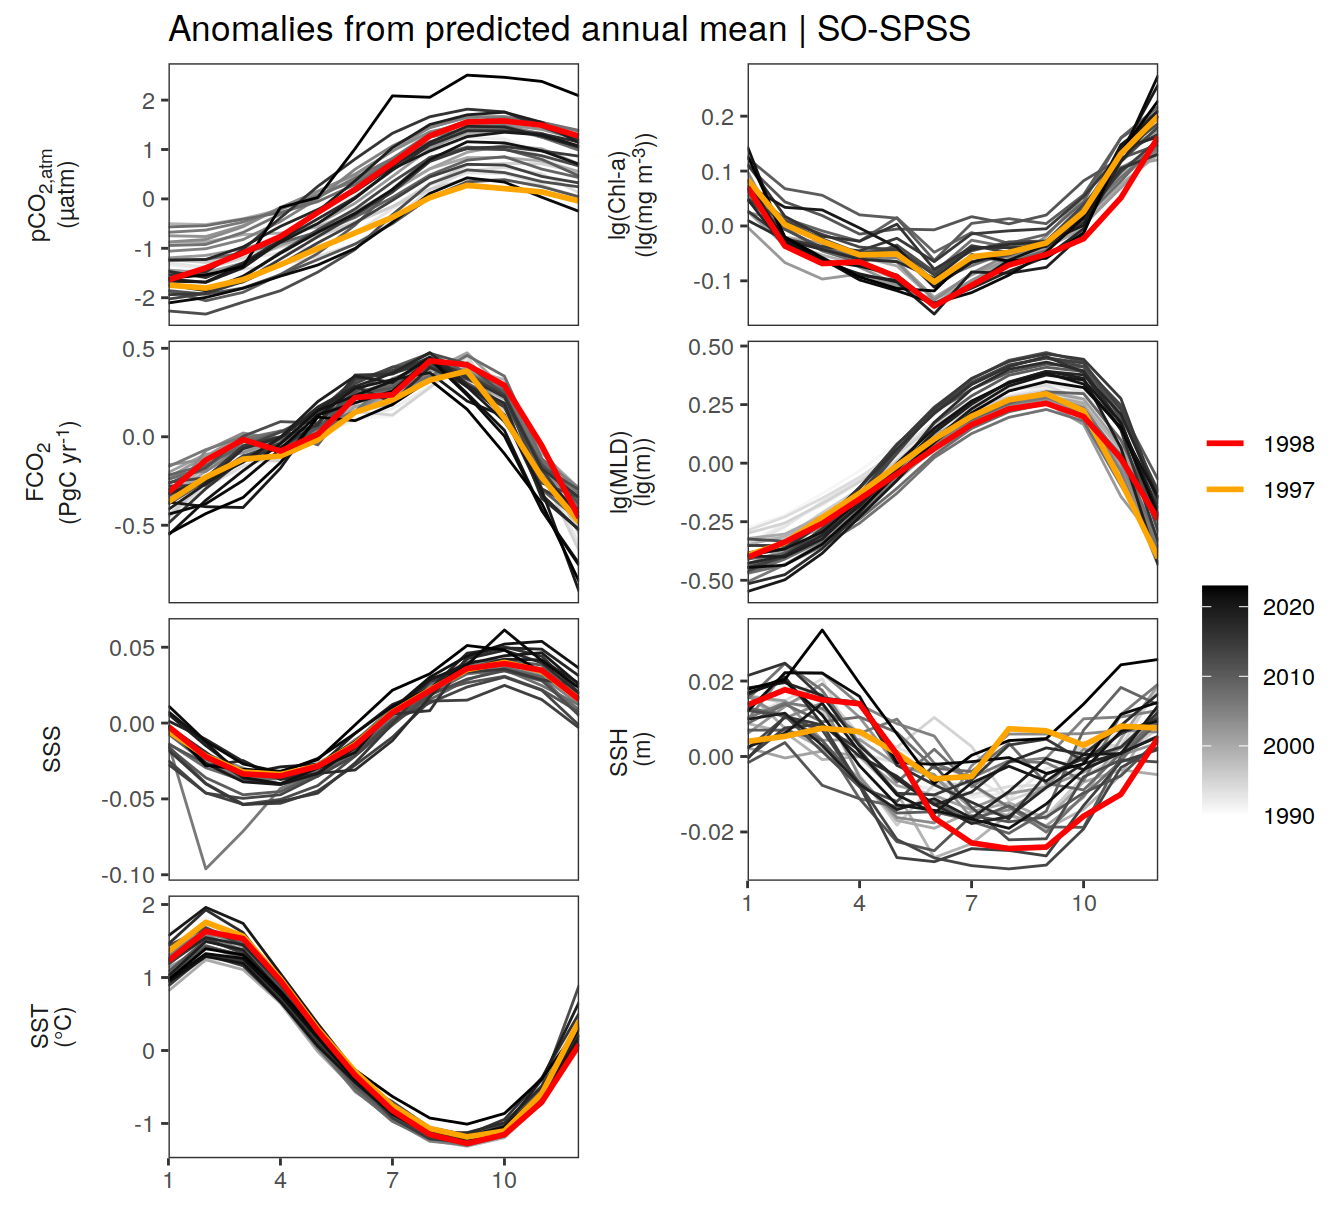 Anomalies from predicted annual mean | SO-SPSS
pCO2,atm
(µatm)
2
1
0
-1
-2
lg(Chl-a)
(lg(mg m-3))
0.2
0.1
0.0
-0.1
FCO2
(PgC yr-1)
0.5
0.0
-0.5
lg(MLD)
(lg(m))
0.50
0.25
0.00
-0.25
-0.50
SSS
0.05
0.00
-0.05
-0.10
SSH
(m)
0.02
0.00
-0.02
1 4 7 10
SST
(°C)
2
1
0
-1
1 4 7 10
1998
1997
2020
2010
2000
1990